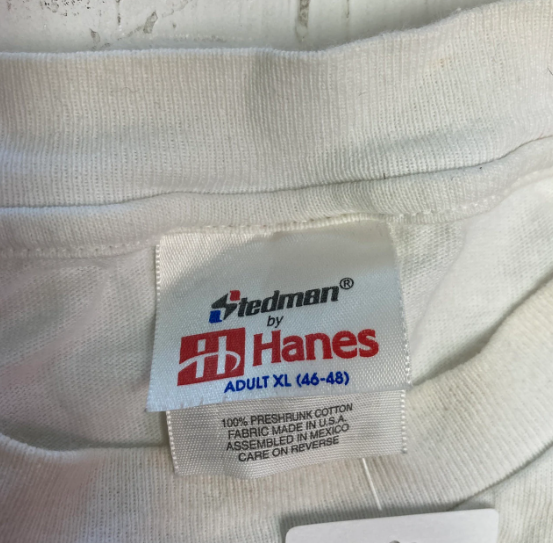 Stedman®
by
Hanes
ADULT XL (46-48)
100% PRESHRUNK COTTON
FABRIC MADE IN U.S.A.
ASSEMBLED IN MEXICO
CARE ON REVERSE